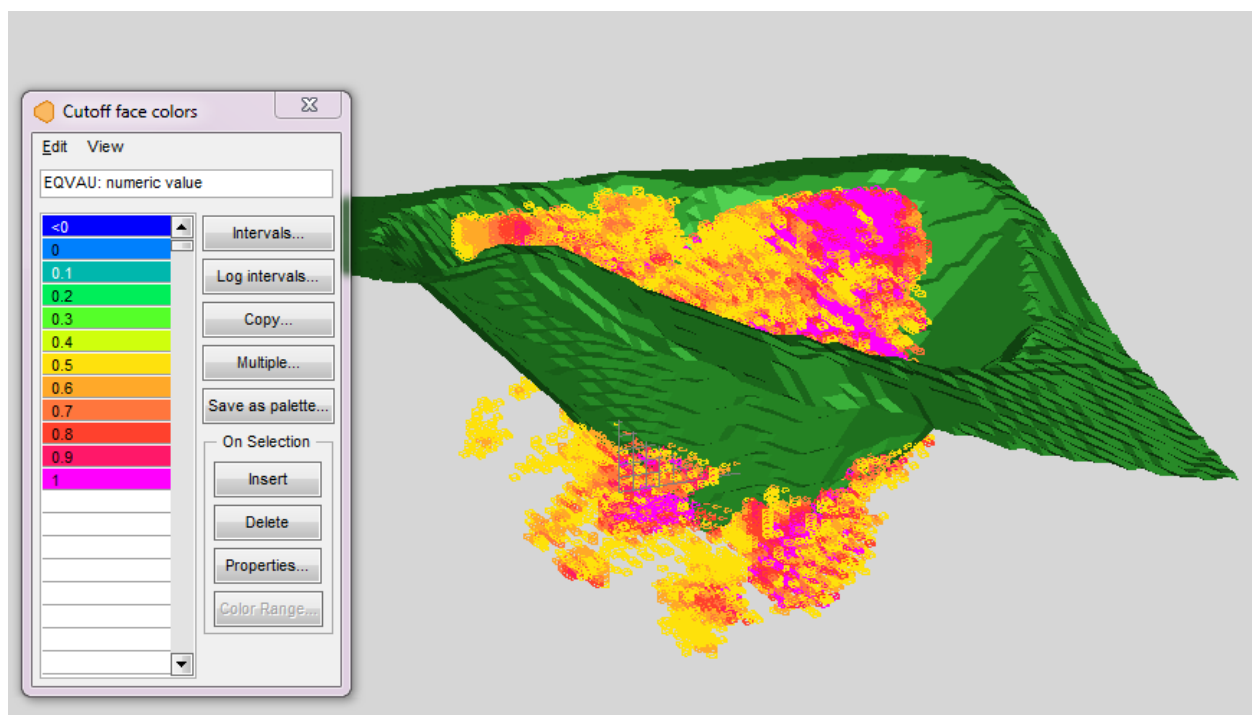 Cutoff face colors
Edit View
EQVAU: numeric value
<0
0
0.1
0.2
0.3
0.4
0.5
0.6
0.7
0.8
0.9
1
Intervals...
Log intervals...
Copy...
Multiple...
Save as palette...
On Selection
Insert
Delete
Properties...
Color Range...